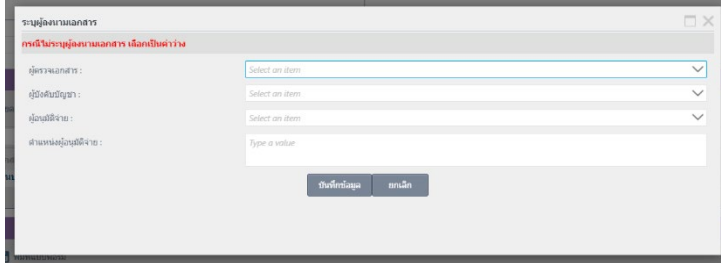 ระบุผู้ลงนามเอกสาร
กรณีไม่ระบุผู้ลงนามเอกสาร เลือกเป็นค่าว่าง
ผู้ตรวจเอกสาร :
Select an item
ผู้บังคับบัญชา :
Select an item
ผู้อนุมัติจ่าย :
Select an item
ตำแหน่งผู้อนุมัติจ่าย :
Type a value
บันทึกข้อมูล ยกเลิก